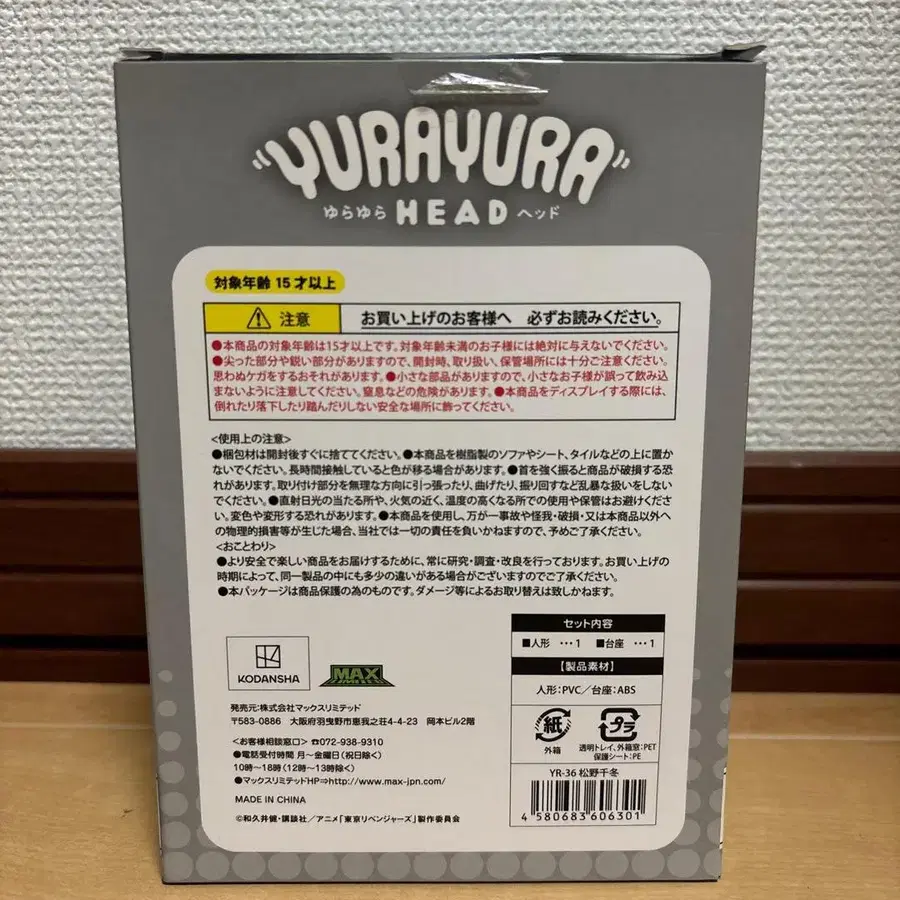 "YURAYURA"
ゆらゆら HEAD ヘッド
対象年齢 15才以上
注意 お買い上げのお客様へ 必ずお読みください。
●本商品の対象年齢は15才以上です。対象年齢未満のお子様には絶対に与えないでください。
●尖った部分や鋭い部分がありますので、開封時、取り扱い、保管場所には十分ご注意ください。
思わぬケガをするおそれがあります。●小さな部品がありますので、小さなお子様が誤って飲み込
まないように注意してください。窒息などの危険があります。●本商品をディスプレイする際には、
倒れたり落下したり踏んだりしない安全な場所に飾ってください。
<使用上の注意>
●梱包材は開封後すぐに捨ててください。●本商品を樹脂製のソファやシート、タイルなどの上に置か
ないでください。長時間接触していると色が移る場合があります。●首を強く振ると商品が破損する恐
れがあります。取り付け部分を無理な方向に引っ張ったり、曲げたり、振り回すなど乱暴な扱いをしない
でください。●直射日光の当たる所や、火気の近く、温度の高くなる所での使用や保管はお避けくださ
い。変色や変形する恐れがあります。●本商品を使用し、万が一事故や怪我・破損・又は本商品以外へ
の物理的損害等が生じた場合、当社では一切の責任を負いかねますので、予めご了承ください。
<おことわり>
●より安全で楽しい商品をお届けするために、常に研究・調査・改良を行っております。お買い上げの
時期によって、同一製品の中にも多少の違いがある場合がございますのでご了承ください。
●本パッケージは商品保護の為のものです。ダメージ等によるお取り替えは致しかねます。
セット内容
■人形 …1 ■台座 …1
【製品素材】
人形:PVC/台座:ABS
KODANSHA
MAX
LIMITED
発売元:株式会社マックスリミテッド
〒583-0886 大阪府羽曳野市恵我之荘4-4-23 岡本ビル2階
<お客様相談窓口> ☎072-938-9310
●電話受付時間 月~金曜日(祝日除く)
10時~18時(12時~13時除く)
●マックスリミテッドHP⇒http://www.max-jpn.com/
MADE IN CHINA
©和久井健・講談社/アニメ「東京リベンジャーズ」製作委員会
紙
外箱
プラ
透明トレイ、外箱窓:PET
保護シート:PE
YR-36 松野千冬
4 580683 606301